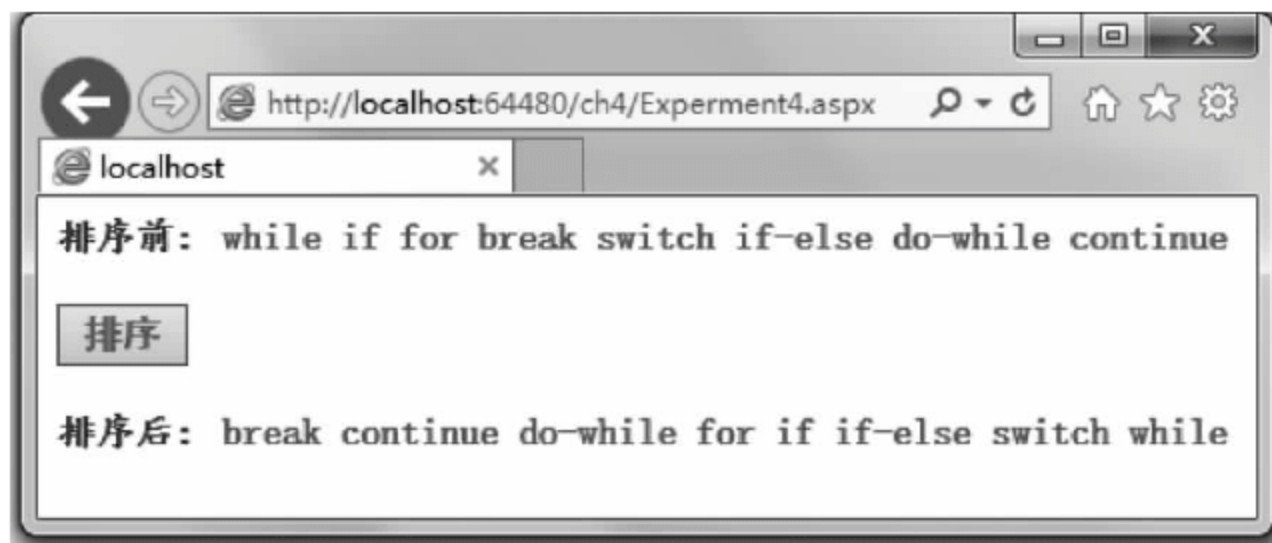 http://localhost:64480/ch4/Experment4.aspx
localhost
排序前: while if for break switch if-else do-while continue
排序
排序后: break continue do-while for if if-else switch while